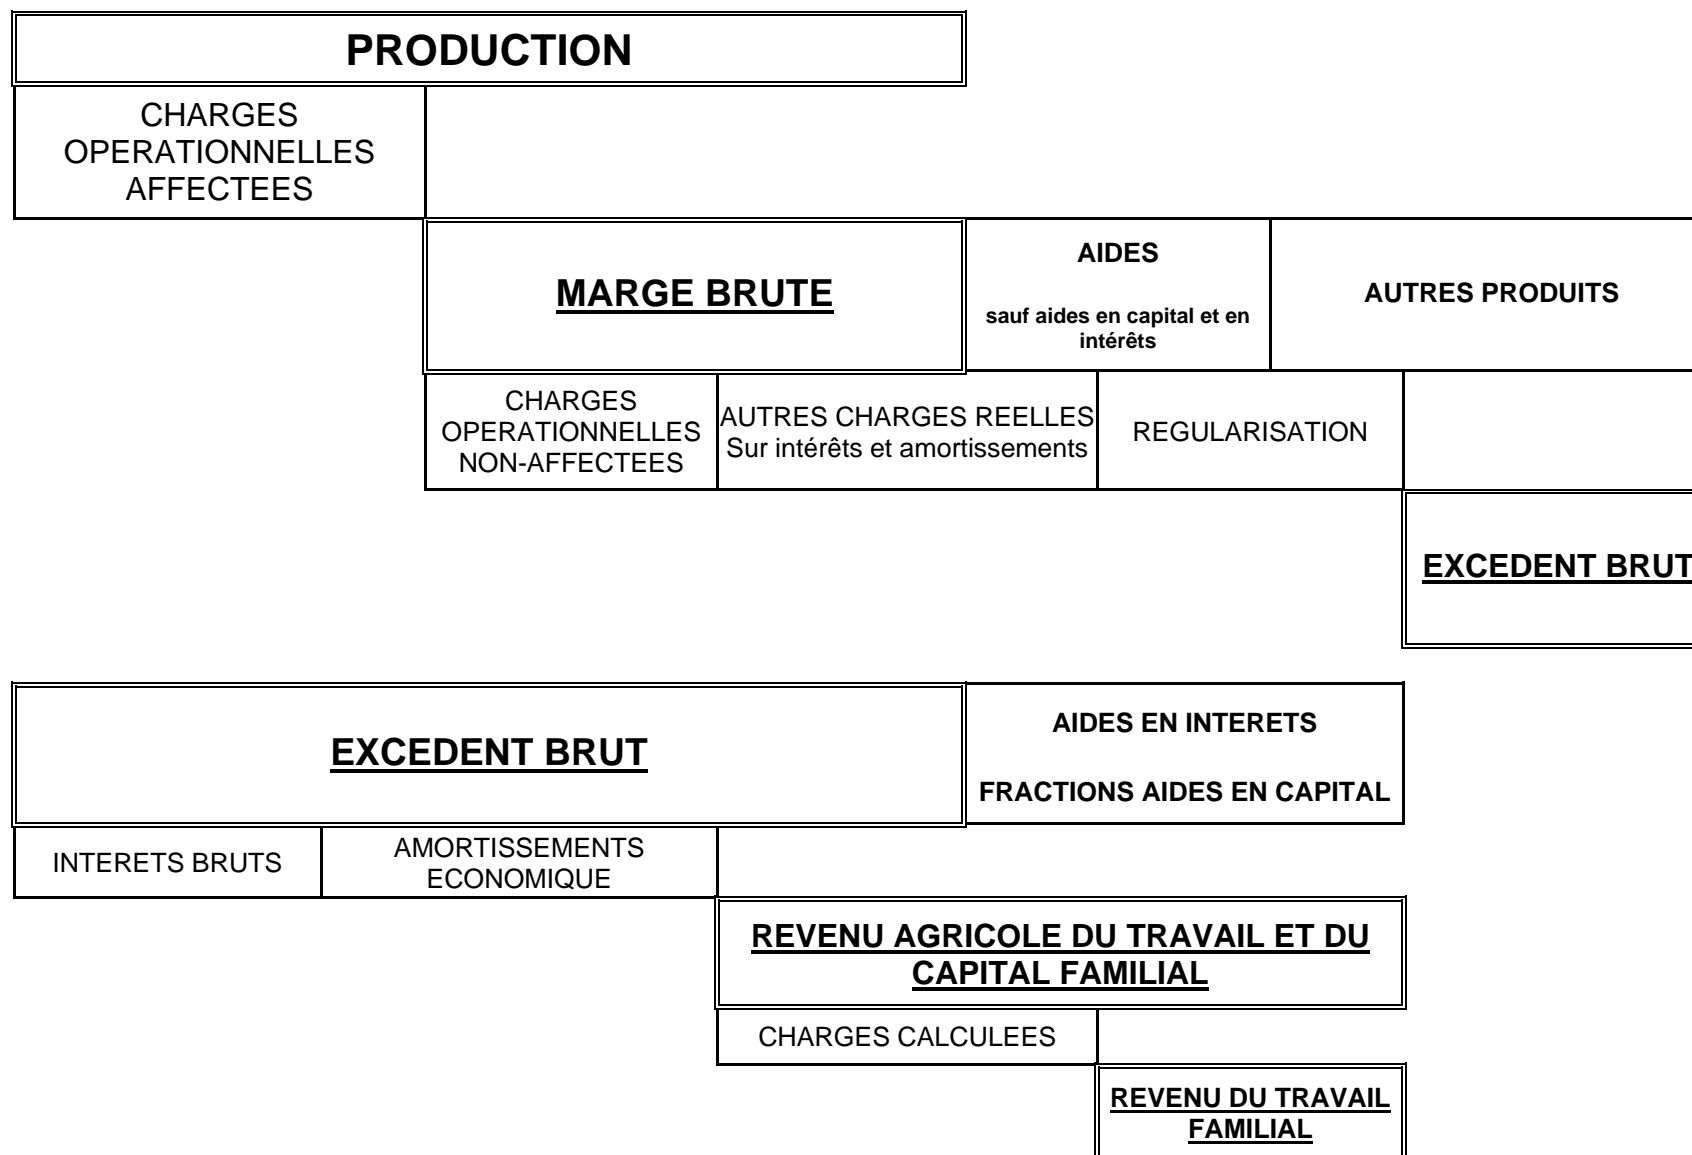 PRODUCTION
CHARGES
OPERATIONNELLES
AFFECTEES
MARGE BRUTE
AIDES
sauf aides en capital et en
intérêts
AUTRES PRODUITS
CHARGES
OPERATIONNELLES
NON-AFFECTEES
AUTRES CHARGES REELLES
Sur intérêts et amortissements
REGULARISATION
EXCEDENT BRUT
EXCEDENT BRUT
AIDES EN INTERETS
FRACTIONS AIDES EN CAPITAL
INTERETS BRUTS
AMORTISSEMENTS
ECONOMIQUE
REVENU AGRICOLE DU TRAVAIL ET DU
CAPITAL FAMILIAL
CHARGES CALCULEES
REVENU DU TRAVAIL
FAMILIAL